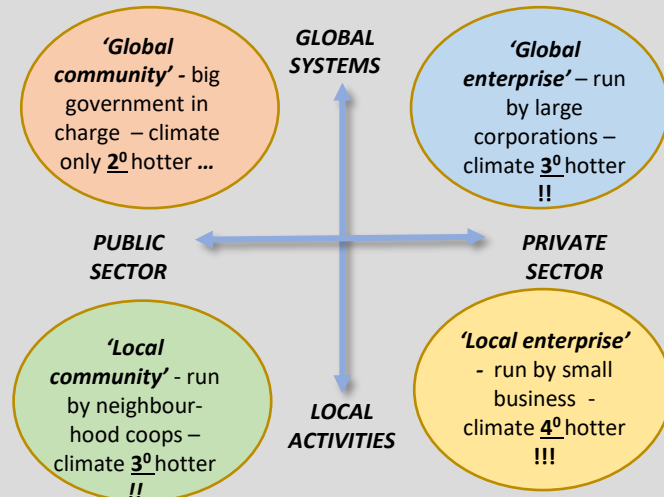 ‘Global
community’ - big
government in
charge – climate
only 2⁰ hotter ...
GLOBAL
SYSTEMS
‘Global
enterprise’ – run
by large
corporations –
climate 3⁰ hotter
!!
PUBLIC
SECTOR
PRIVATE
SECTOR
‘Local
community’ - run
by neighbour-
hood coops –
climate 3⁰ hotter
!!
LOCAL
ACTIVITIES
‘Local enterprise’
- run by small
business -
climate 4⁰ hotter
!!!